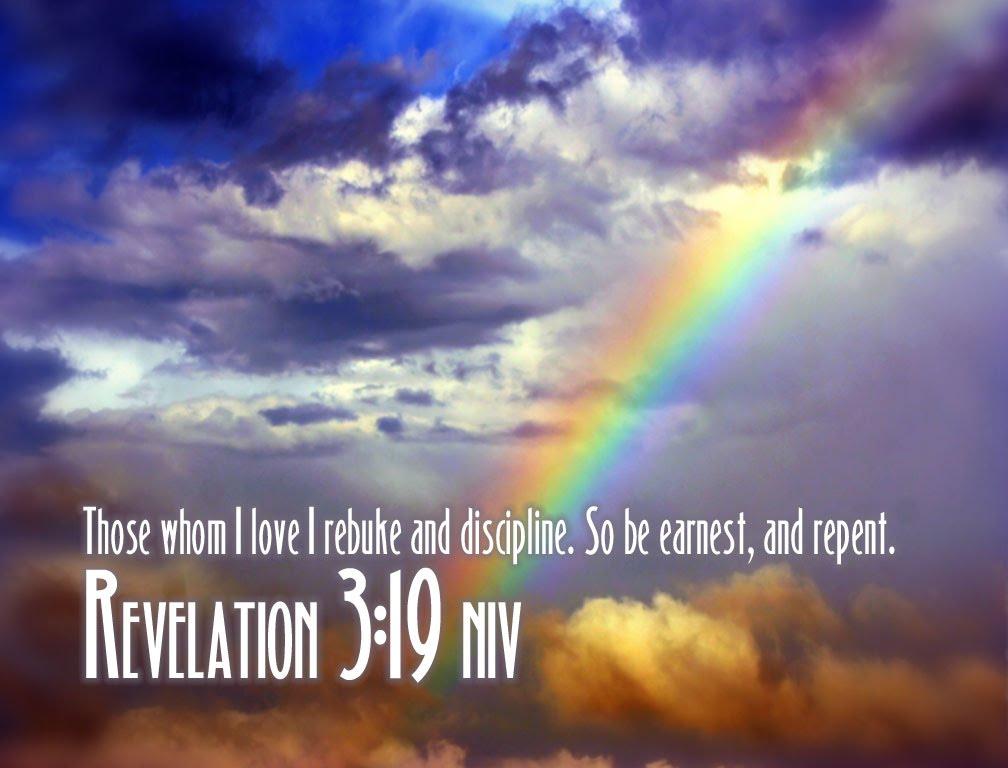 Those whom I love I rebuke and discipline. So be earnest, and repent.
Revelation 3:19 NIV